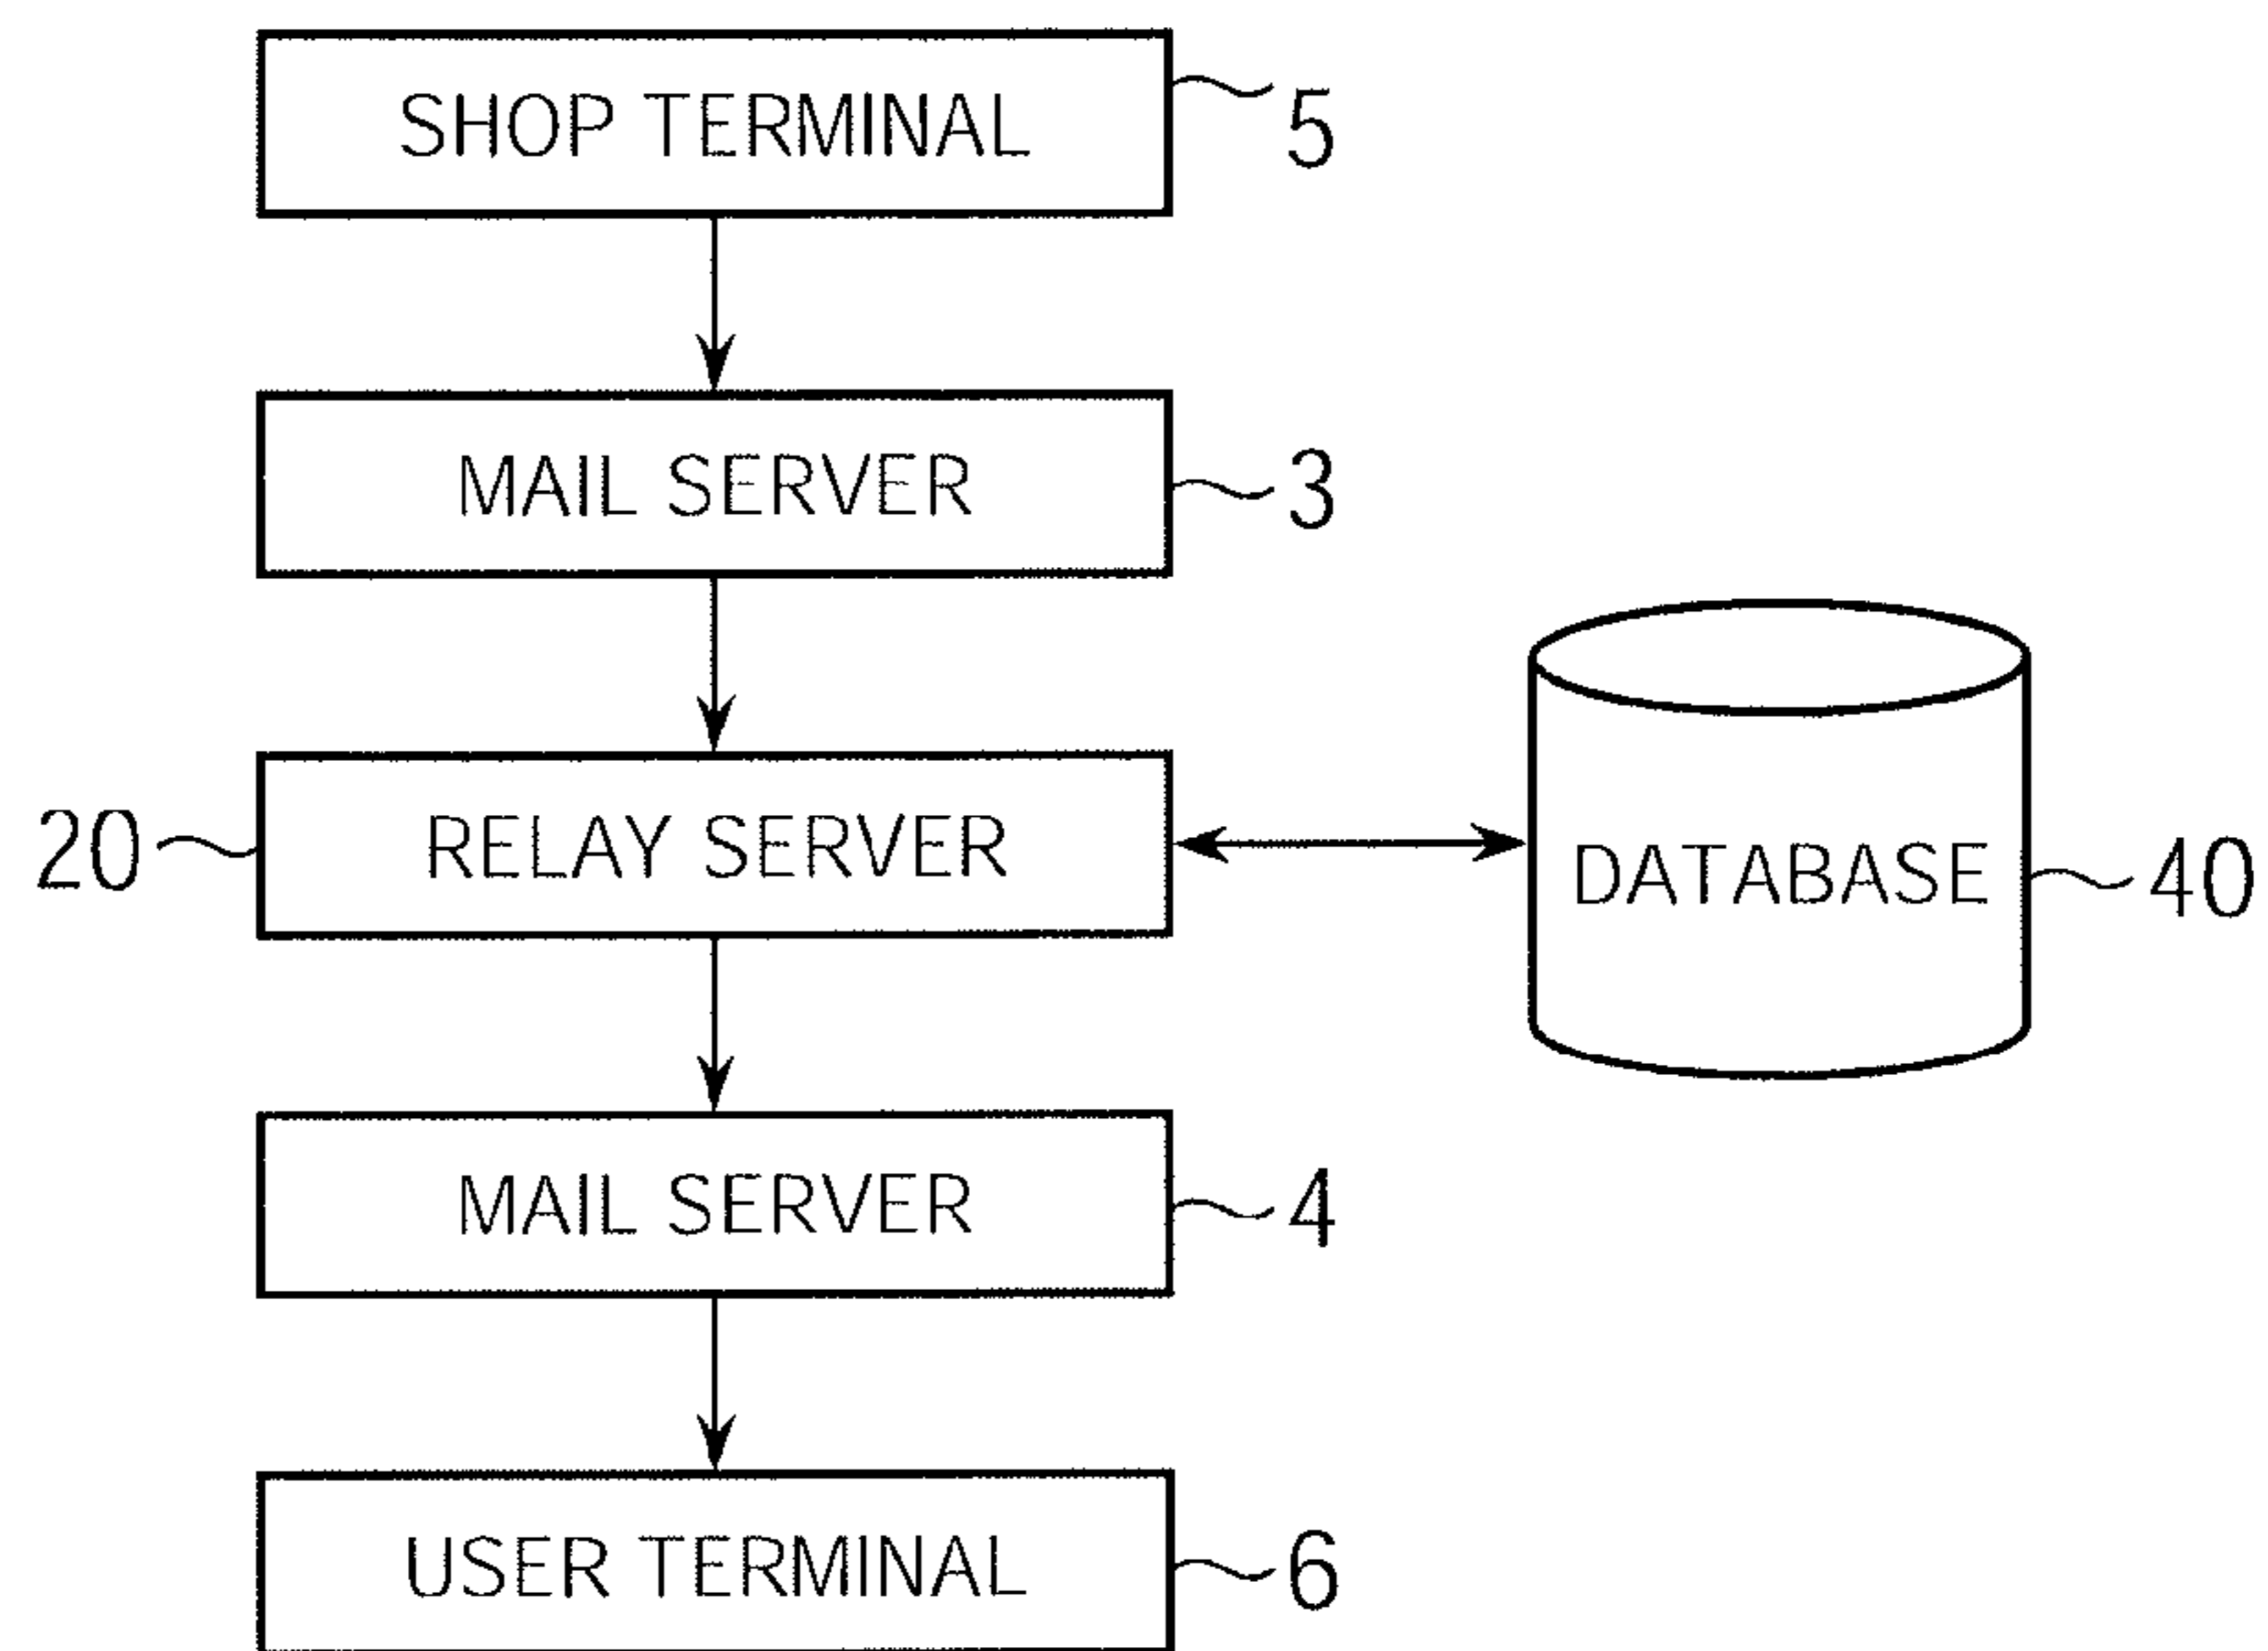 SHOP TERMINAL
5
MAIL SERVER
3
20
RELAY SERVER
DATABASE
40
MAIL SERVER
4
USER TERMINAL
6